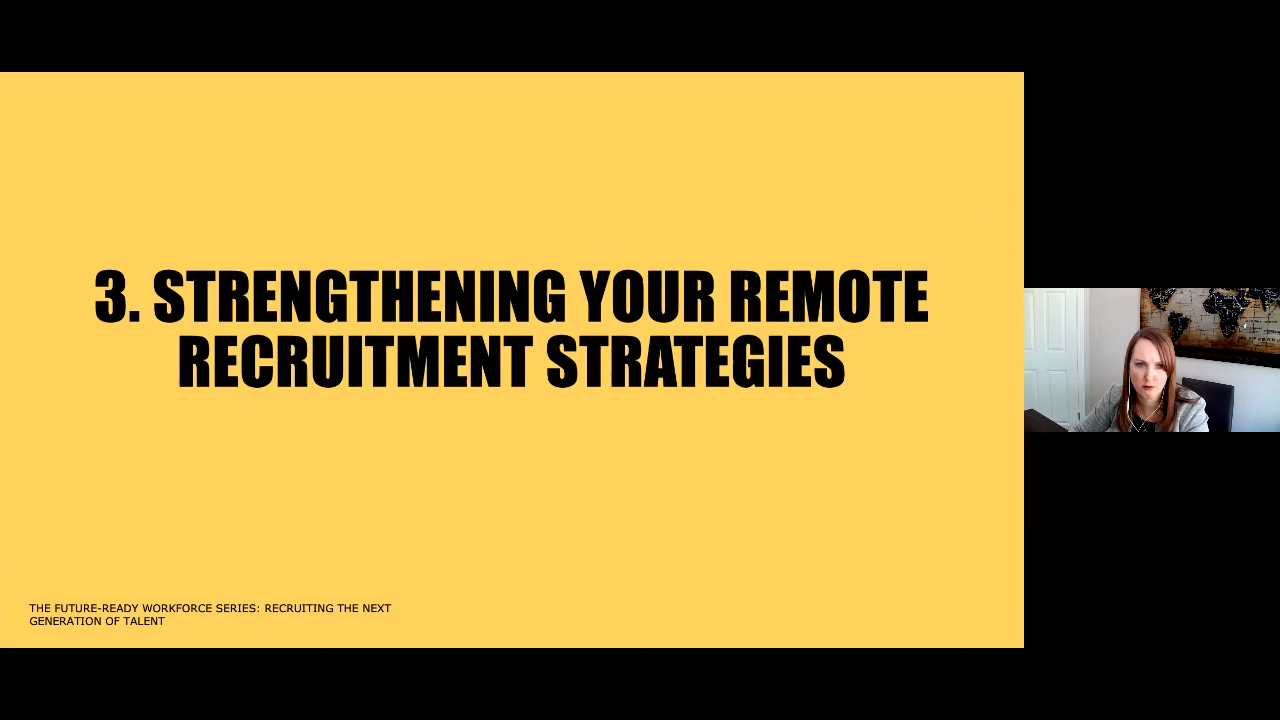 3. STRENGTHENING YOUR REMOTE
RECRUITMENT STRATEGIES
THE FUTURE-READY WORKFORCE SERIES: RECRUITING THE NEXT
GENERATION OF TALENT